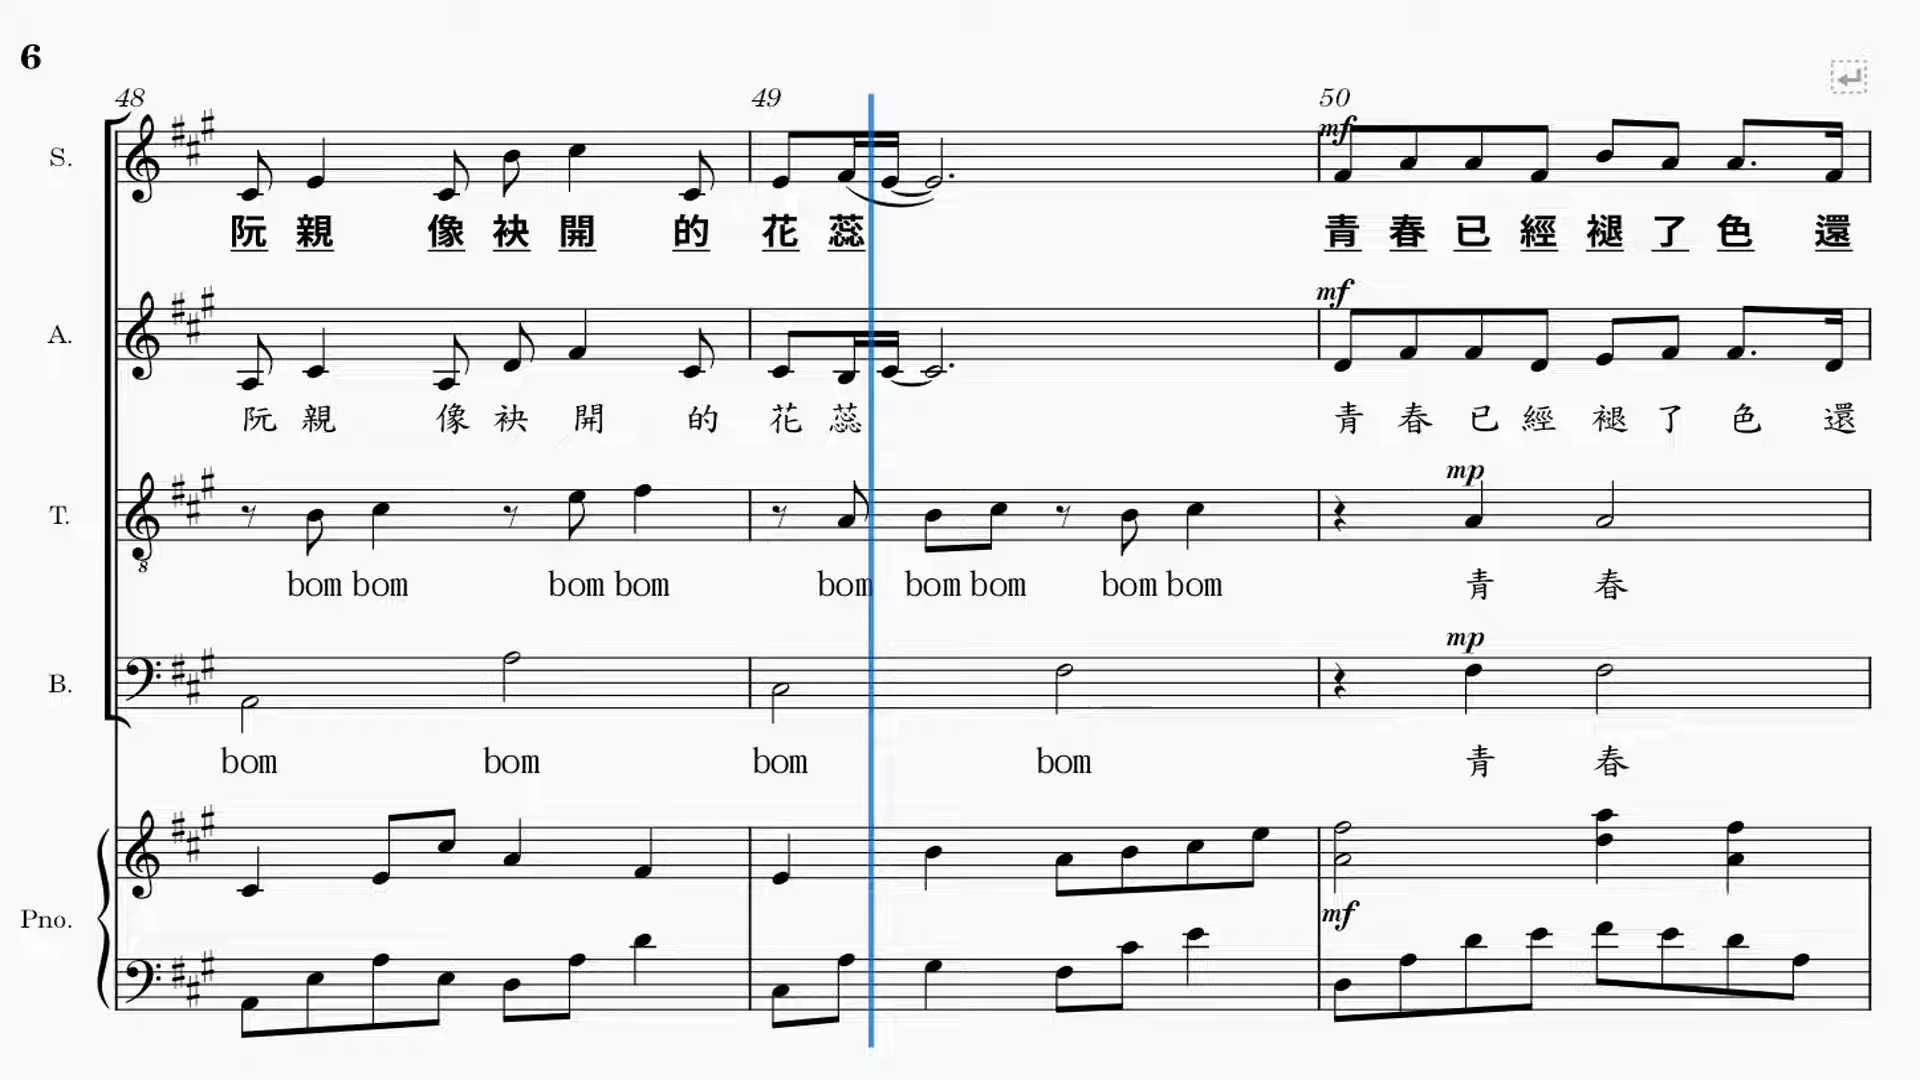 6
48 49 50
mf
S.
阮 親 像 袂 開 的 花 蕊 青 春 已 經 褪 了 色 還
mf
A.
阮 親 像 袂 開 的 花 蕊 青 春 已 經 褪 了 色 還
mp
T.
8
bom bom bom bom bom bom bom bom bom 青 春
mp
B.
bom bom bom bom 青 春
mf
Pno.